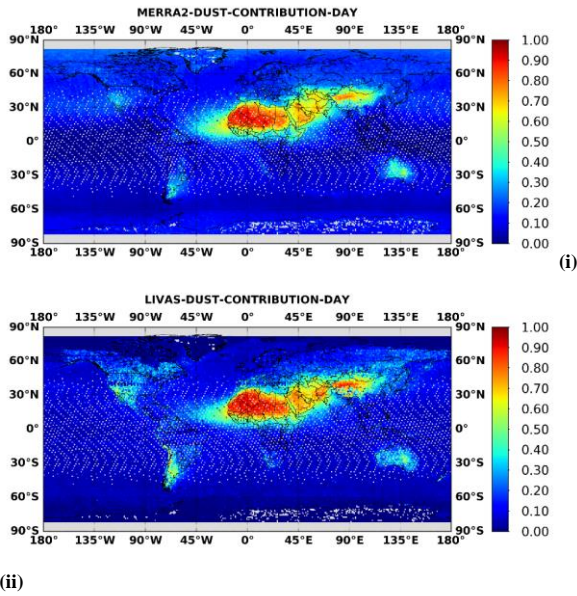 MERRA2-DUST-CONTRIBUTION-DAY
180° 135°W 90°W 45°W 0° 45°E 90°E 135°E 180°
90°N 90°N 1.00
0.90
60°N 60°N 0.80
0.70
30°N 30°N 0.60
0° 0° 0.50
0.40
30°S 30°S 0.30
0.20
60°S 60°S 0.10
0.00
90°S 90°S
180° 135°W 90°W 45°W 0° 45°E 90°E 135°E 180°
(i)
LIVAS-DUST-CONTRIBUTION-DAY
180° 135°W 90°W 45°W 0° 45°E 90°E 135°E 180°
90°N 90°N 1.00
0.90
60°N 60°N 0.80
0.70
30°N 30°N 0.60
0° 0° 0.50
0.40
30°S 30°S 0.30
0.20
60°S 60°S 0.10
0.00
90°S 90°S
180° 135°W 90°W 45°W 0° 45°E 90°E 135°E 180°
(ii)